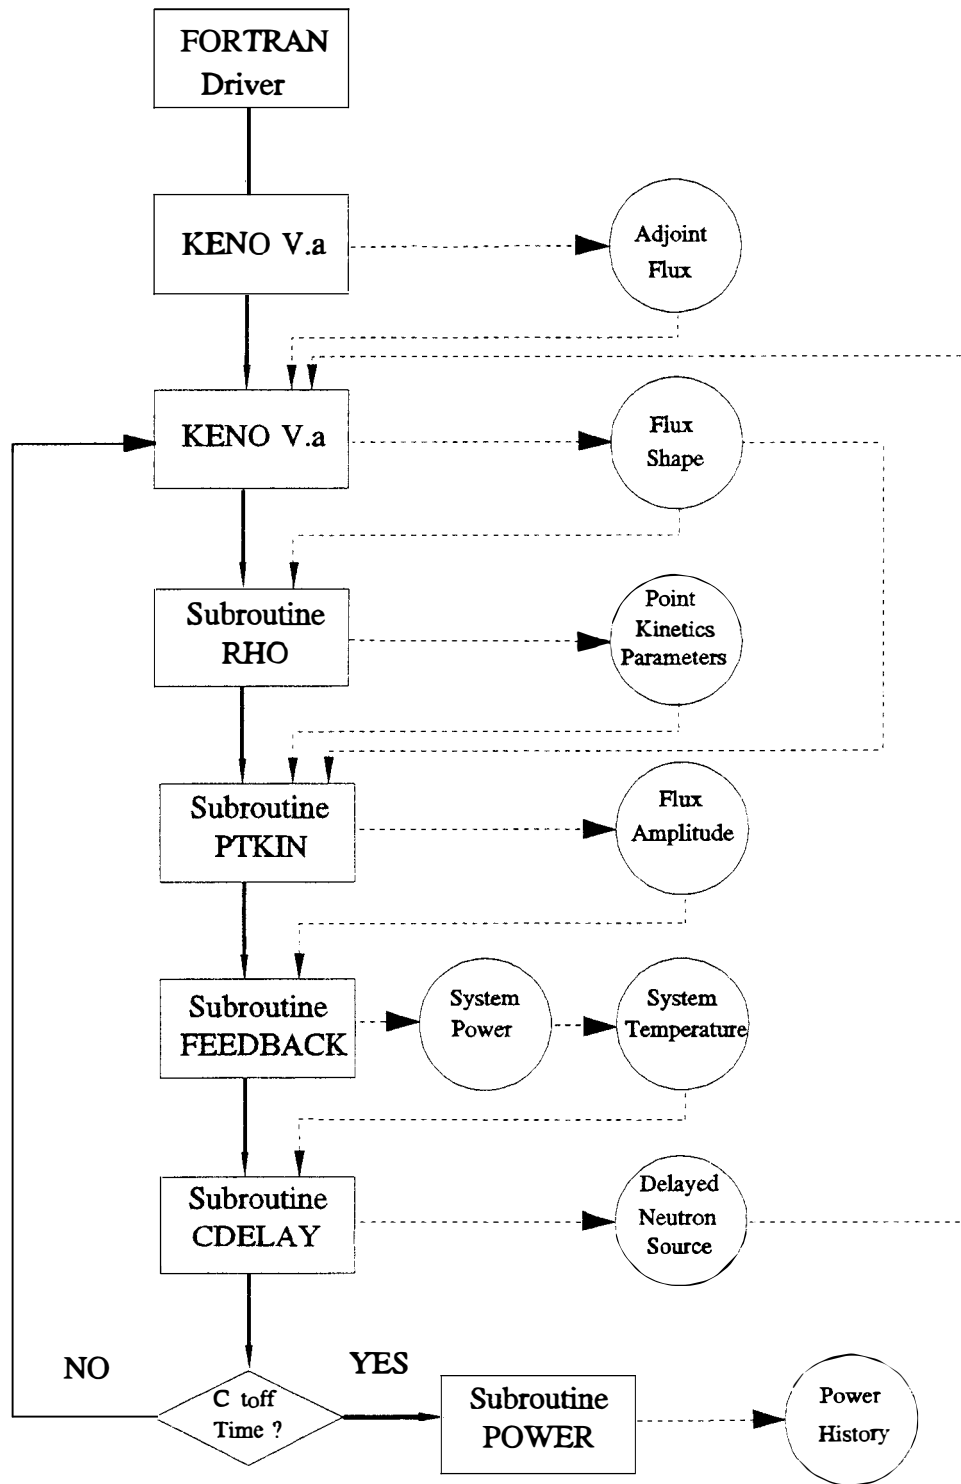 FORTRAN
Driver
KENO V.a
Adjoint
Flux
KENO V.a
Flux
Shape
Subroutine
RHO
Point
Kinetics
Parameters
Subroutine
PTKIN
Flux
Amplitude
Subroutine
FEEDBACK
System
Power
System
Temperature
Subroutine
CDELAY
Delayed
Neutron
Source
NO
YES
C toff
Time ?
Subroutine
POWER
Power
History